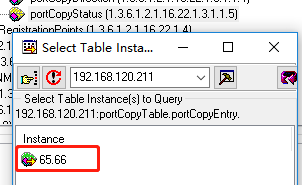 portCopyStatus (1.3.6.1.2.1.16.22.1.3.1.1.5)
Select Table Instan...
192.168.120.211
Select Table Instance(s) to Query
192.168.120.211:portCopyTable.portCopyEntry.
Instance
65.66